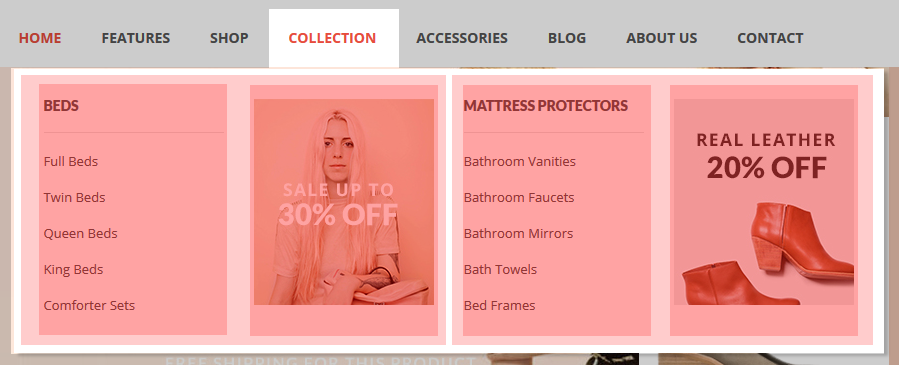 HOME FEATURES SHOP COLLECTION ACCESSORIES BLOG ABOUT US CONTACT
BEDS
Full Beds
Twin Beds
Queen Beds
King Beds
Comforter Sets
SALE UP TO
30% OFF
MATTRESS PROTECTORS
Bathroom Vanities
Bathroom Faucets
Bathroom Mirrors
Bath Towels
Bed Frames
REAL LEATHER
20% OFF
FREE SHIPPING FOR THIS PRODUCT